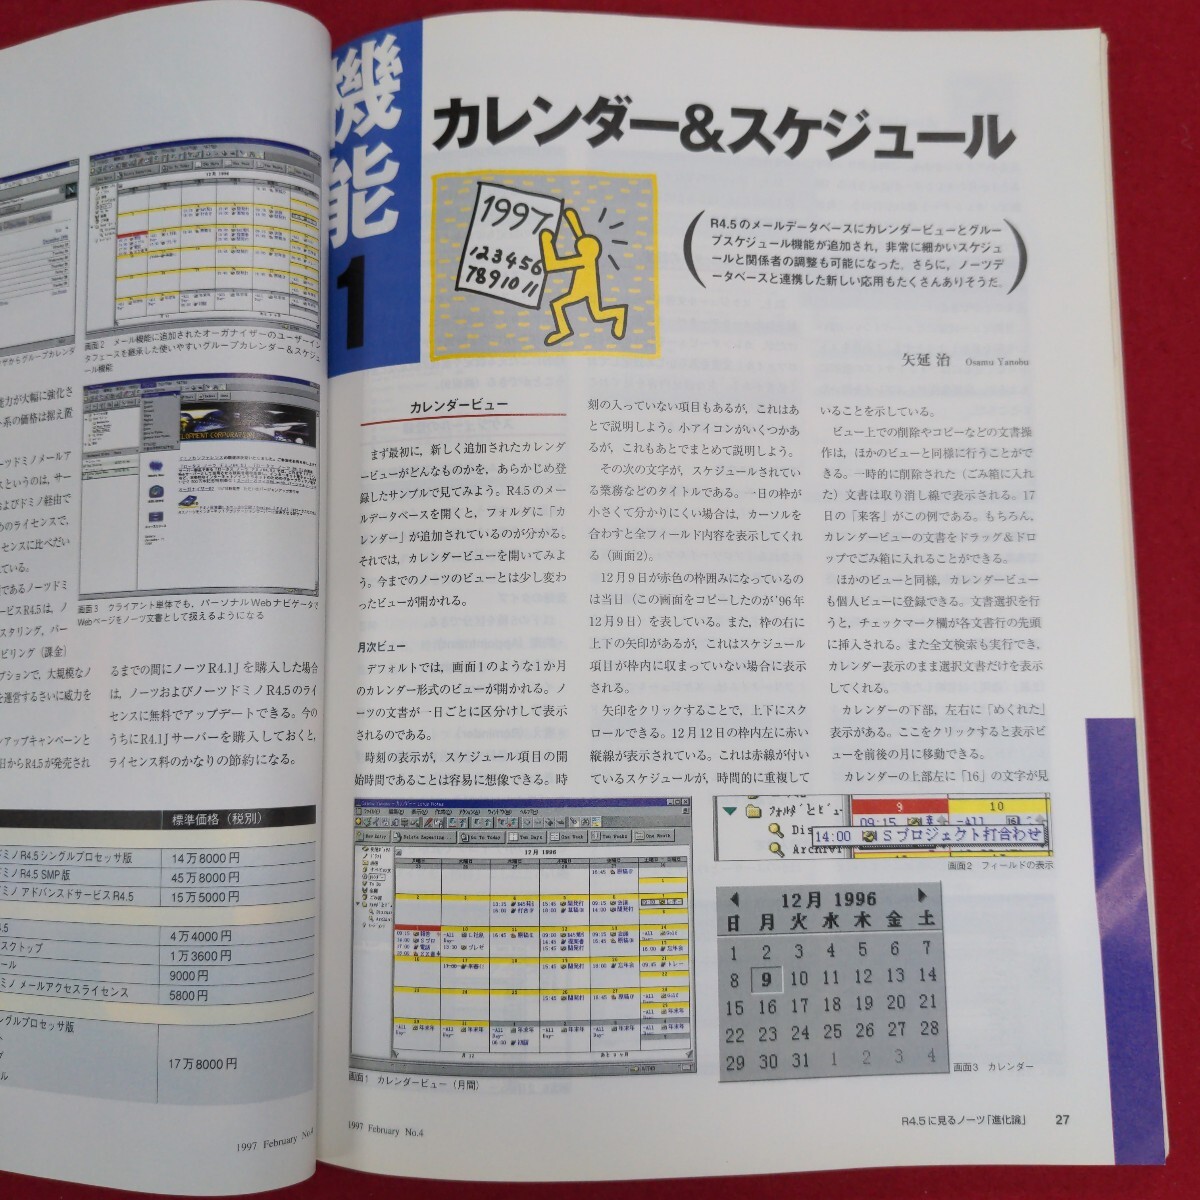 画面2 メール機能に追加されたオーガナイザーのユーザーイン
タフェースを継承した使いやすいグループカレンダー&スケジュ
ール機能
画面3 クライアント単体でも，パーソナルWebナビゲータで
Webページをノーツ文書として扱えるようになる
るまでの間にノーツR4.1Jを購入した場合
は，ノーツおよびノーツドミノR4.5のライ
センスに無料でアップデートできる。今の
うちにR4.1Jサーバーを購入しておくと，
ライセンス料のかなりの節約になる。
標準価格（税別）
ドミノR4.5シングルプロセッサ版 14万8000円
ドミノR4.5 SMP版 45万8000円
ドミノ アドバンスドサービスR4.5 15万5000円
4万4000円
スクトップ 1万3600円
ール 9000円
ドミノ メールアクセスライセンス 5800円
ングルプロセッサ版
17万8000円
1997 February No.4
機能
1
カレンダー&スケジュール
1997
1 2 3 4 5 6
7 8 9 10 11
R4.5のメールデータベースにカレンダービューとグルー
プスケジュール機能が追加され，非常に細かいスケジュ
ールと関係者の調整も可能になった。さらに，ノーツデ
ータベースと連携した新しい応用もたくさんありそうだ。
矢延 治 Osamu Yanobu
カレンダービュー
まず最初に，新しく追加されたカレンダ
ービューがどんなものかを，あらかじめ登
録したサンプルで見てみよう。R4.5のメー
ルデータベースを開くと，フォルダに「カ
レンダー」が追加されているのが分かる。
それでは，カレンダービューを開いてみよ
う。今までのノーツのビューとは少し変わ
ったビューが開かれる。
月次ビュー
デフォルトでは，画面1のような1か月
のカレンダー形式のビューが開かれる。ノ
ーツの文書が一日ごとに区分けして表示
されるのである。
時刻の表示が，スケジュール項目の開
始時間であることは容易に想像できる。時
刻の入っていない項目もあるが，これはあ
とで説明しよう。小アイコンがいくつかあ
るが，これもあとでまとめて説明しよう。
その次の文字が，スケジュールされてい
る業務などのタイトルである。一日の枠が
小さくて分かりにくい場合は，カーソルを
合わすと全フィールド内容を表示してくれ
る（画面2）。
12月9日が赤色の枠囲みになっているの
は当日（この画面をコピーしたのが'96年
12月9日）を表している。また，枠の右に
上下の矢印があるが，これはスケジュール
項目が枠内に収まっていない場合に表示
される。
矢印をクリックすることで，上下にスク
ロールできる。12月12日の枠内左に赤い
縦線が表示されている。これは赤線が付い
ているスケジュールが，時間的に重複して
いることを示している。
ビュー上での削除やコピーなどの文書操
作は，ほかのビューと同様に行うことがで
きる。一時的に削除された（ごみ箱に入れ
た）文書は取り消し線で表示される。17
日の「来客」がこの例である。もちろん，
カレンダービューの文書をドラッグ＆ドロ
ップでごみ箱に入れることができる。
ほかのビューと同様，カレンダービュー
も個人ビューに登録できる。文書選択を行
うと，チェックマーク欄が各文書行の先頭
に挿入される。また全文検索も実行でき，
カレンダー表示のまま選択文書だけを表示
してくれる。
カレンダーの下部，左右に「めくれた」
表示がある。ここをクリックすると表示ビ
ューを前後の月に移動できる。
カレンダーの上部左に「16」の文字が見
12月 1996
画面1 カレンダービュー（月間）
フォルダとビュー
9 10
14:00 Sプロジェクト打合わせ
画面2 フィールドの表示
12月 1996
日 月 火 水 木 金 土
1 2 3 4 5 6 7
8 9 10 11 12 13 14
15 16 17 18 19 20 21
22 23 24 25 26 27 28
29 30 31 1 2 3 4
画面3 カレンダー
1997 February No.4
R4.5に見るノーツ「進化論」 27